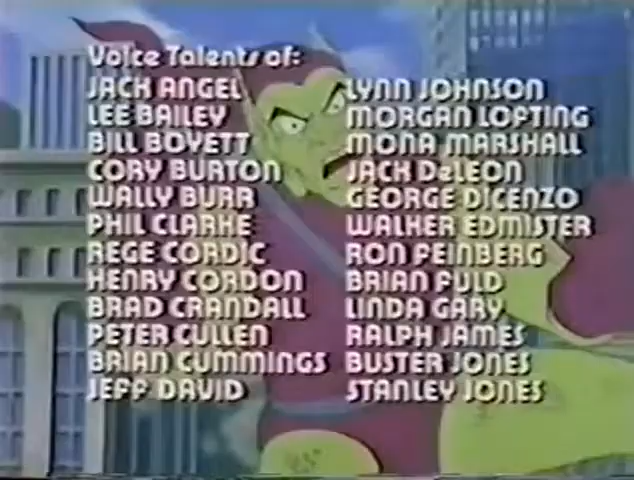 Voice Talents of:
JACK ANGEL
LEE BAILEY
BILL BOYETT
CORY BURTON
WALLY BURR
PHIL CLARKE
REGE CORDIC
HENRY CORDON
BRAD CRANDALL
PETER CULLEN
BRIAN CUMMINGS
JEFF DAVID
LYNN JOHNSON
MORGAN LOFTING
MONA MARSHALL
JACK DeLEON
GEORGE DICENZO
WALKER EDMISTER
RON FEINBERG
BRIAN FULD
LINDA GARY
RALPH JAMES
BUSTER JONES
STANLEY JONES